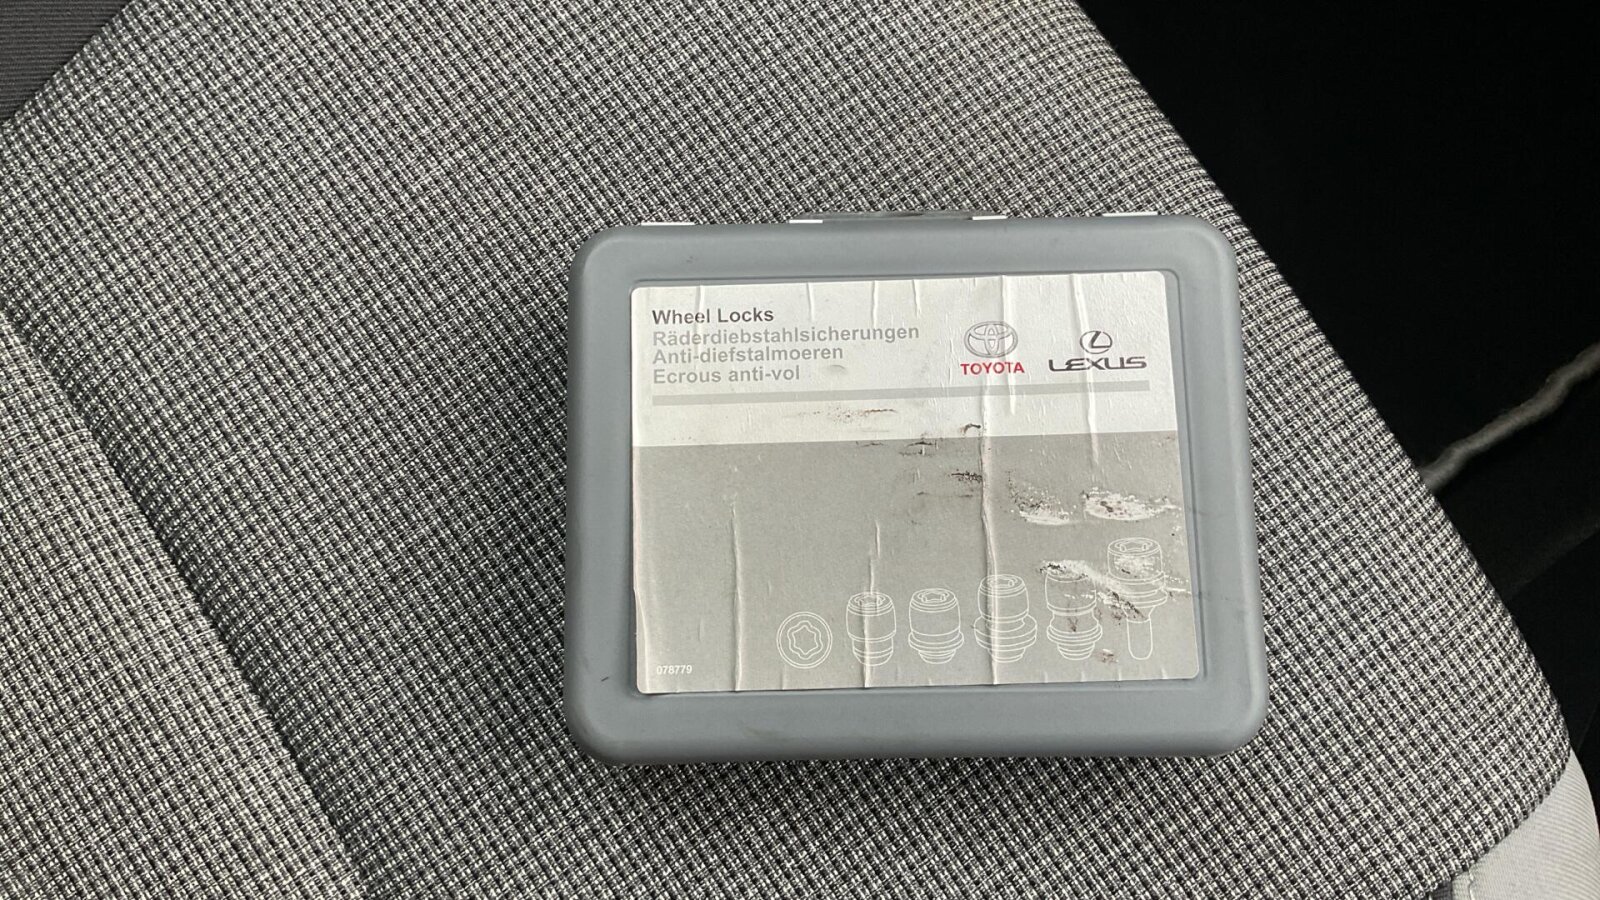 Wheel Locks
Räderdiebstahlsicherungen
Anti-diefstalmoeren
Ecrous anti-vol
TOYOTA
LEXUS
078779